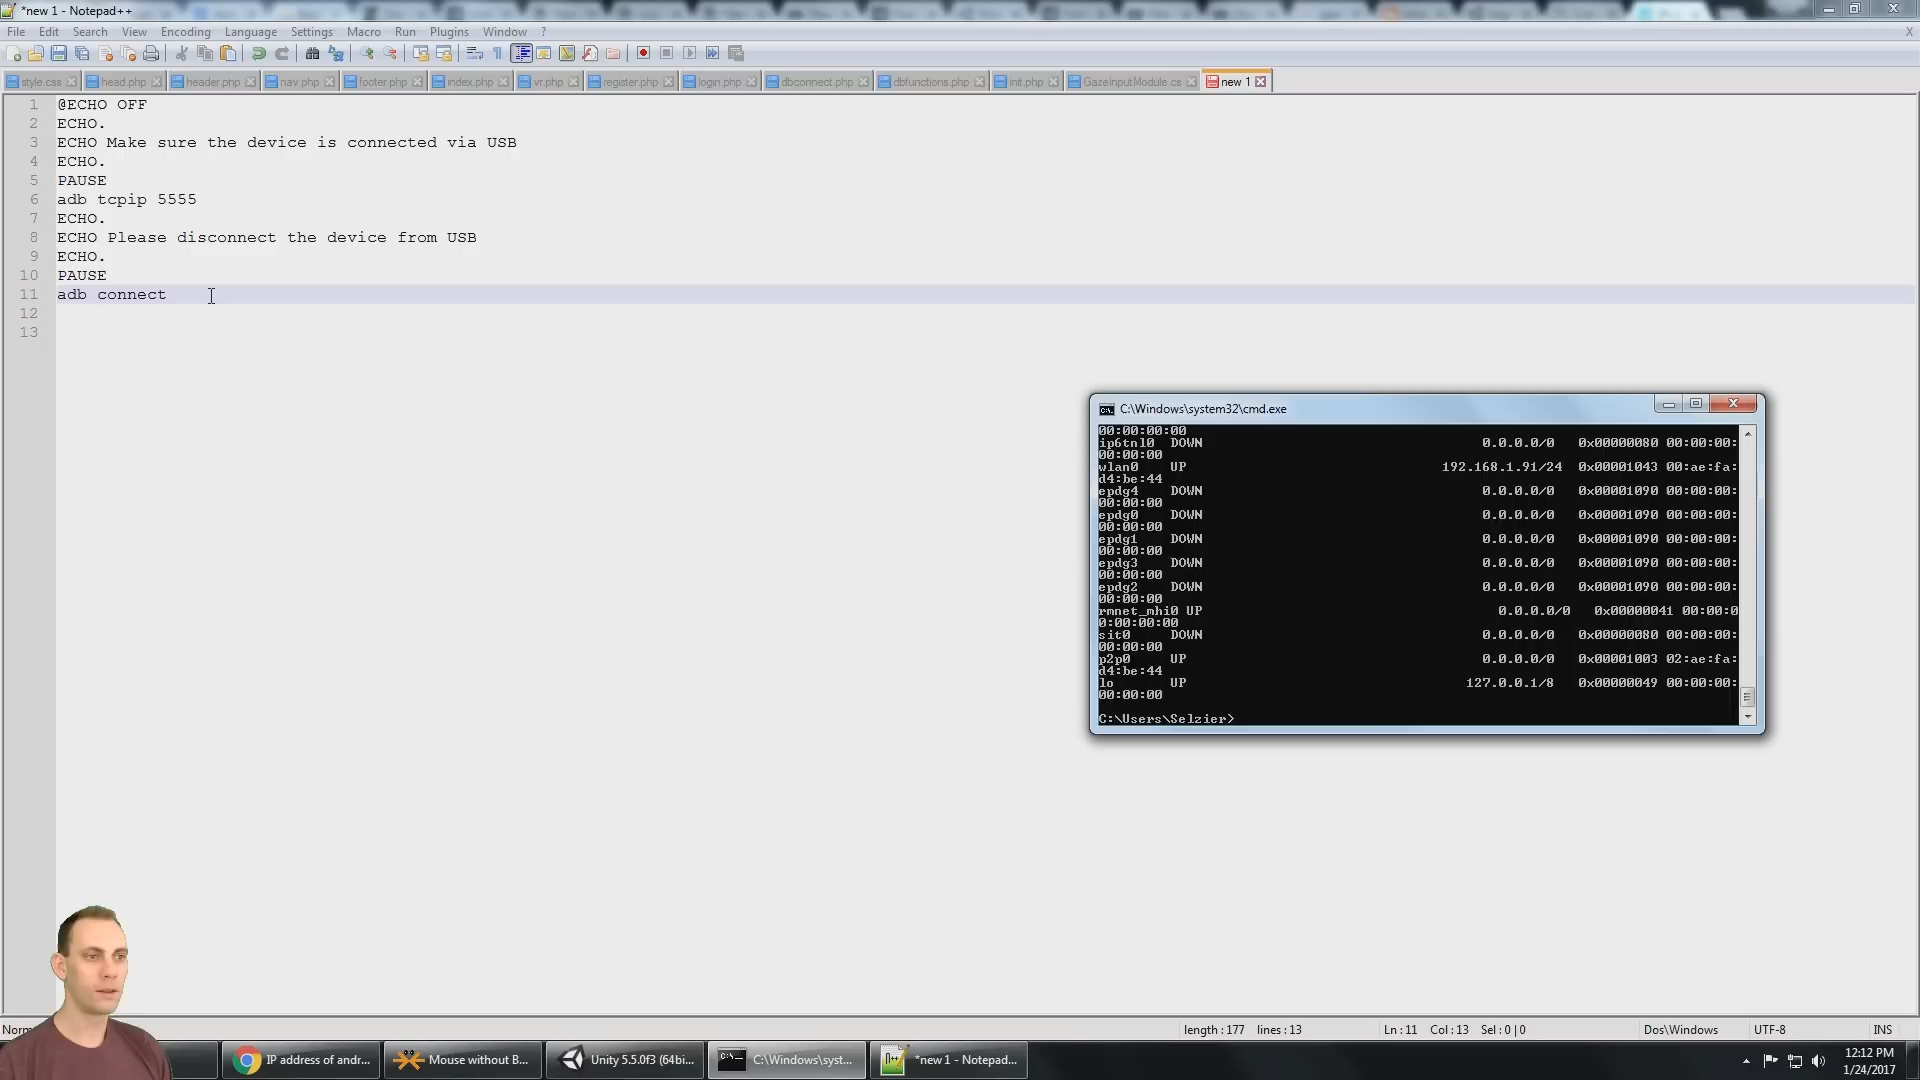 *new 1 - Notepad++
File Edit Search View Encoding Language Settings Macro Run Plugins Window ? X
style.css head.php header.php nav.php footer.php index.php vr.php register.php login.php dbconnect.php dbfunctions.php init.php GazeInputModule.cs new 1
1 @ECHO OFF
2 ECHO.
3 ECHO Make sure the device is connected via USB
4 ECHO.
5 PAUSE
6 adb tcpip 5555
7 ECHO.
8 ECHO Please disconnect the device from USB
9 ECHO.
10 PAUSE
11 adb connect
12
13
C:\Windows\system32\cmd.exe
00:00:00:00
ip6tnl0 DOWN 0.0.0.0/0 0x00000080 00:00:00:
00:00:00
wlan0 UP 192.168.1.91/24 0x00001043 00:ae:fa:
d4:be:44
epdg4 DOWN 0.0.0.0/0 0x00001090 00:00:00:
00:00:00
epdg0 DOWN 0.0.0.0/0 0x00001090 00:00:00:
00:00:00
epdg1 DOWN 0.0.0.0/0 0x00001090 00:00:00:
00:00:00
epdg3 DOWN 0.0.0.0/0 0x00001090 00:00:00:
00:00:00
epdg2 DOWN 0.0.0.0/0 0x00001090 00:00:00:
00:00:00
rmnet_mhi0 UP 0.0.0.0/0 0x00000041 00:00:0
0:00:00:00
sit0 DOWN 0.0.0.0/0 0x00000080 00:00:00:
00:00:00
p2p0 UP 0.0.0.0/0 0x00001003 02:ae:fa:
d4:be:44
lo UP 127.0.0.1/8 0x00000049 00:00:00:
00:00:00
C:\Users\Selzier>
length : 177 lines : 13 Ln : 11 Col : 13 Sel : 0 | 0 Dos\Windows UTF-8 INS
IP address of andr... Mouse without B... Unity 5.5.0f3 (64bi... C:\Windows\syst... *new 1 - Notepad... 12:12 PM
1/24/2017